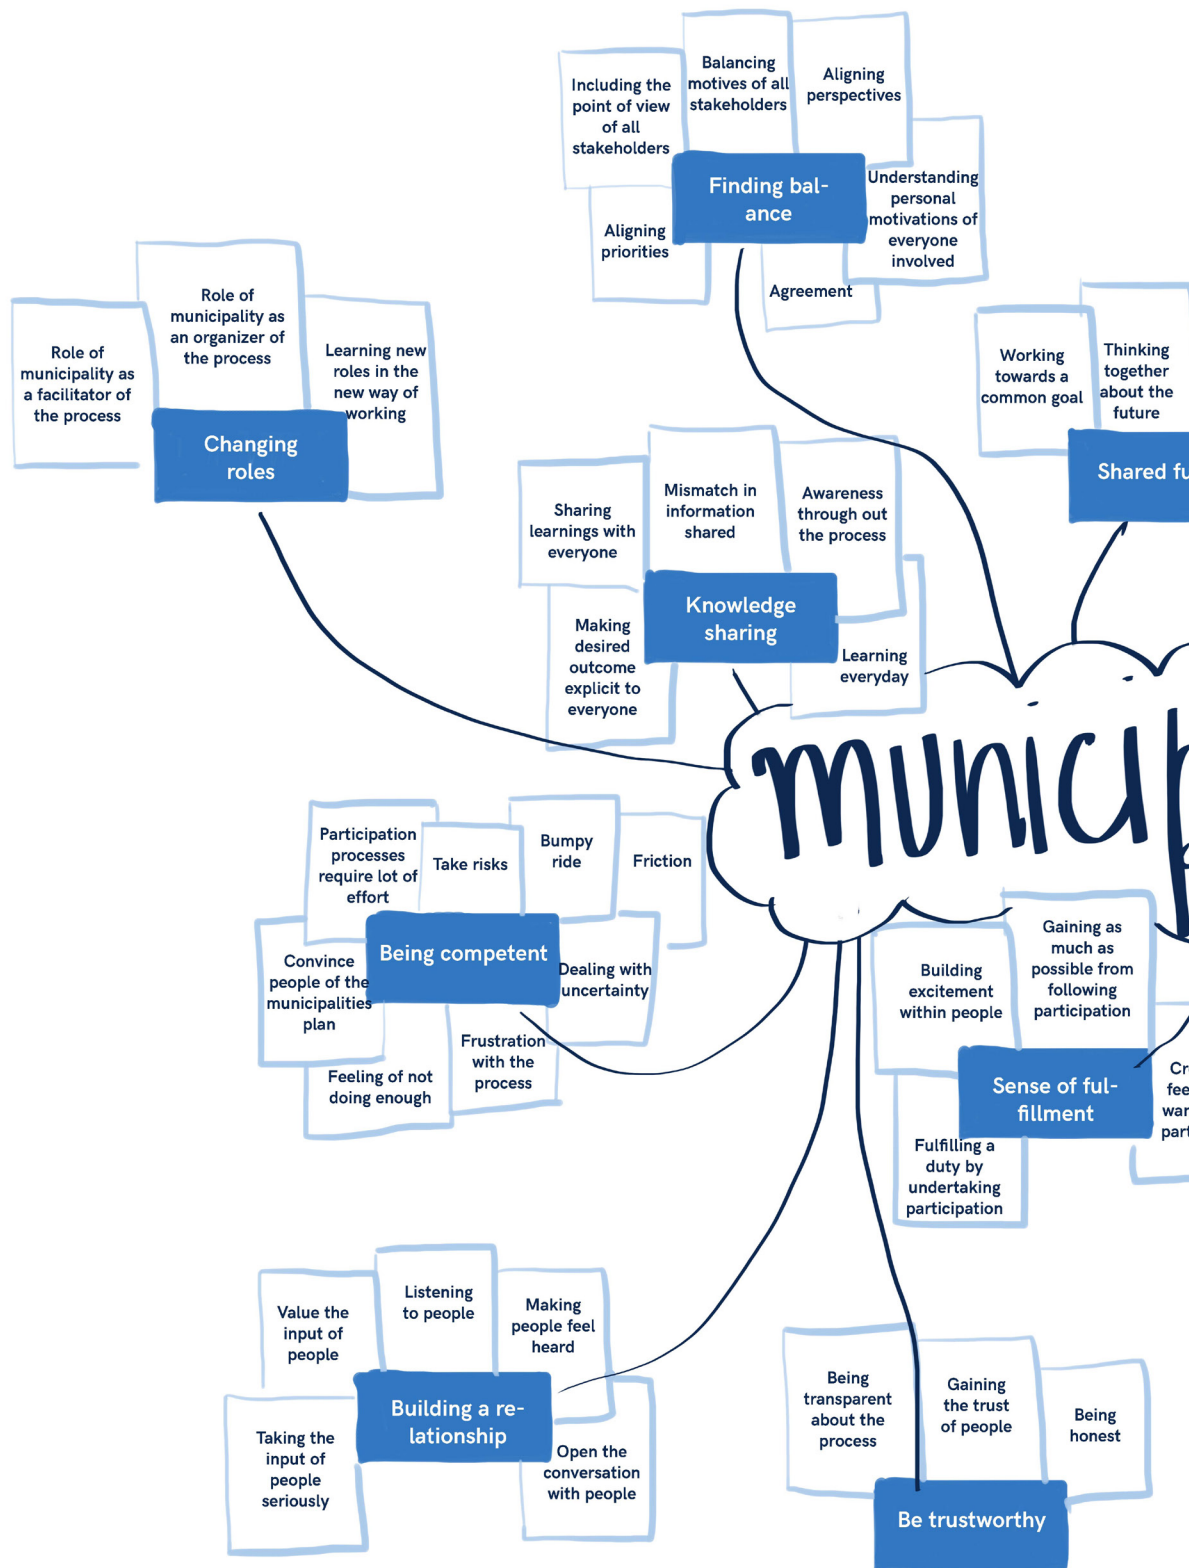 Including the
point of view
of all
stakeholders
Balancing
motives of all
stakeholders
Aligning
perspectives
Understanding
personal
motivations of
everyone
involved
Aligning
priorities
Agreement
Finding bal-
ance
Role of
municipality as
a facilitator of
the process
Role of
municipality as
an organizer of
the process
Learning new
roles in the
new way of
working
Changing
roles
Working
towards a
common goal
Thinking
together
about the
future
Shared fu
Sharing
learnings with
everyone
Mismatch in
information
shared
Awareness
through out
the process
Making
desired
outcome
explicit to
everyone
Learning
everyday
Knowledge
sharing
municip
Participation
processes
require lot of
effort
Take risks
Bumpy
ride
Friction
Convince
people of the
municipalities
plan
Dealing with
uncertainty
Feeling of not
doing enough
Frustration
with the
process
Being competent
Building
excitement
within people
Gaining as
much as
possible from
following
participation
Fulfilling a
duty by
undertaking
participation
Cr
fee
war
part
Sense of ful-
fillment
Value the
input of
people
Listening
to people
Making
people feel
heard
Taking the
input of
people
seriously
Open the
conversation
with people
Building a re-
lationship
Being
transparent
about the
process
Gaining
the trust
of people
Being
honest
Be trustworthy